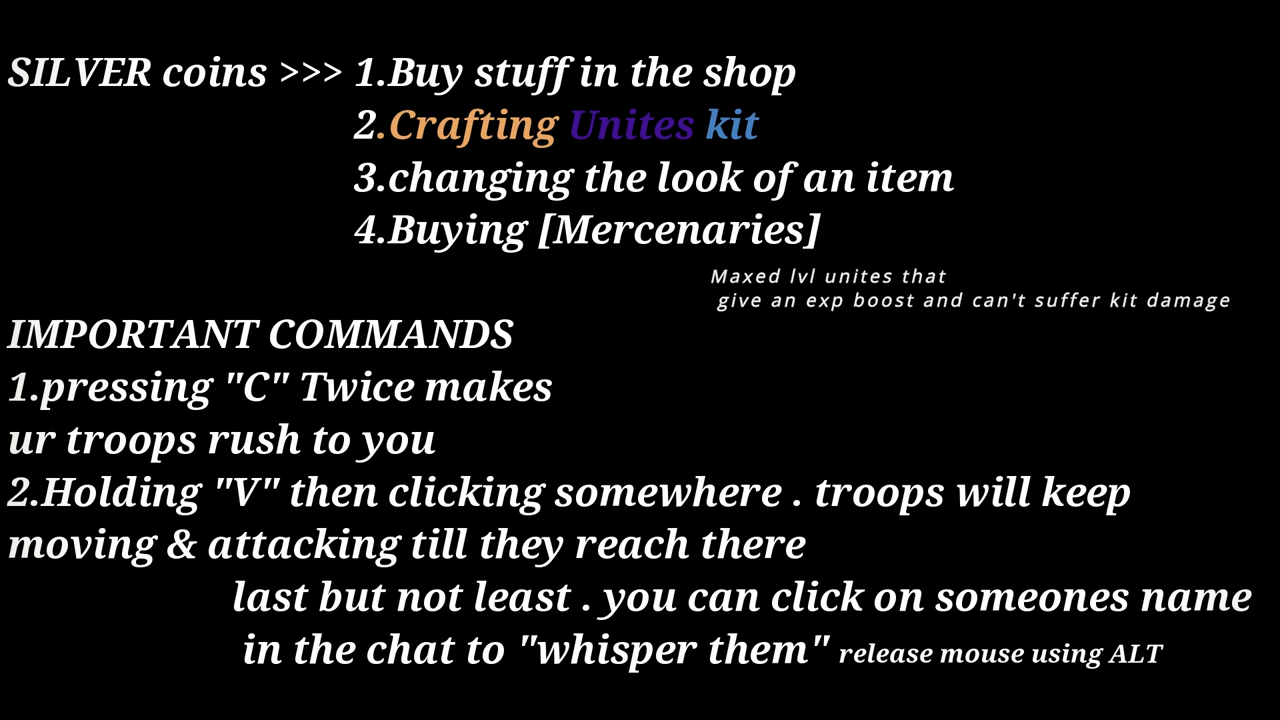 SILVER coins >>> 1.Buy stuff in the shop
2.Crafting Unites kit
3.changing the look of an item
4.Buying [Mercenaries]
Maxed lvl unites that
give an exp boost and can't suffer kit damage
IMPORTANT COMMANDS
1.pressing "C" Twice makes
ur troops rush to you
2.Holding "V" then clicking somewhere . troops will keep
moving & attacking till they reach there
last but not least . you can click on someones name
in the chat to "whisper them" release mouse using ALT